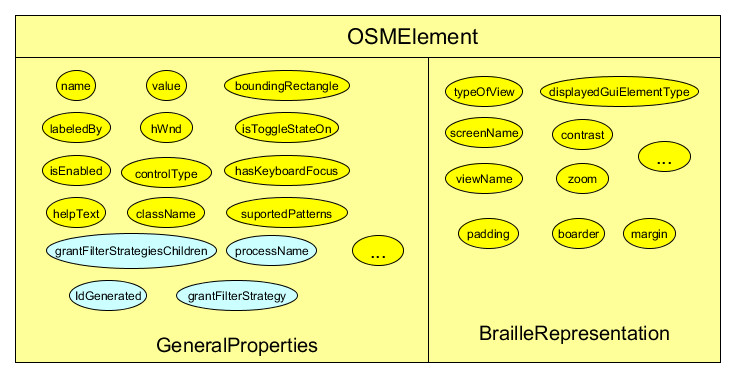 OSMElement
name
value
boundingRectangle
labeledBy
hWnd
isToggleStateOn
isEnabled
controlType
hasKeyboardFocus
helpText
className
suportedPatterns
grantFilterStrategiesChildren
processName
...
IdGenerated
grantFilterStrategy
GeneralProperties
typeOfView
displayedGuiElementType
screenName
contrast
...
viewName
zoom
padding
boarder
margin
BrailleRepresentation